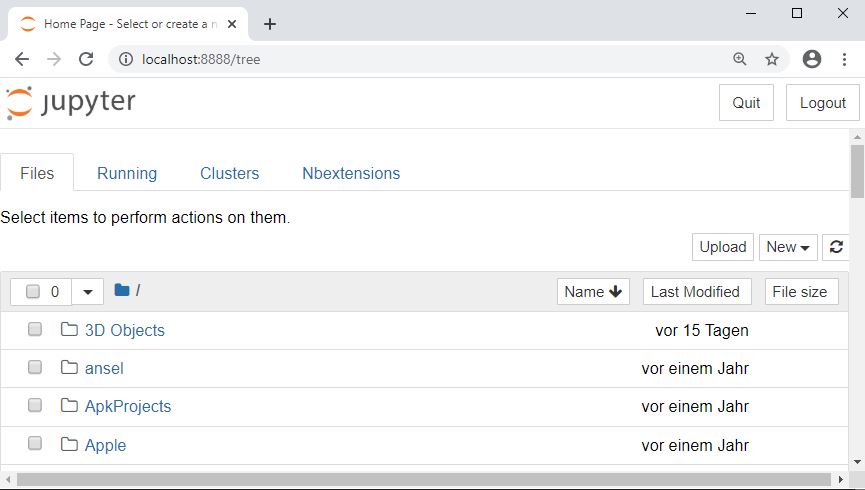 Home Page - Select or create a n
localhost:8888/tree
jupyter
Quit
Logout
Files
Running
Clusters
Nbextensions
Select items to perform actions on them.
Upload
New
0
/
Name
Last Modified
File size
3D Objects
vor 15 Tagen
ansel
vor einem Jahr
ApkProjects
vor einem Jahr
Apple
vor einem Jahr